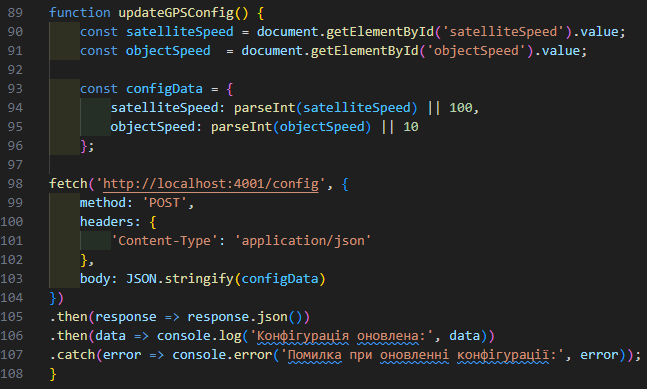 89 function updateGPSConfig() {
90     const satelliteSpeed = document.getElementById('satelliteSpeed').value;
91     const objectSpeed  = document.getElementById('objectSpeed').value;
92
93     const configData = {
94         satelliteSpeed: parseInt(satelliteSpeed) || 100,
95         objectSpeed: parseInt(objectSpeed) || 10
96     };
97
98 fetch('http://localhost:4001/config', {
99     method: 'POST',
100     headers: {
101         'Content-Type': 'application/json'
102     },
103     body: JSON.stringify(configData)
104 })
105 .then(response => response.json())
106 .then(data => console.log('Конфігурація оновлена:', data))
107 .catch(error => console.error('Помилка при оновленні конфігурації:', error));
108 }